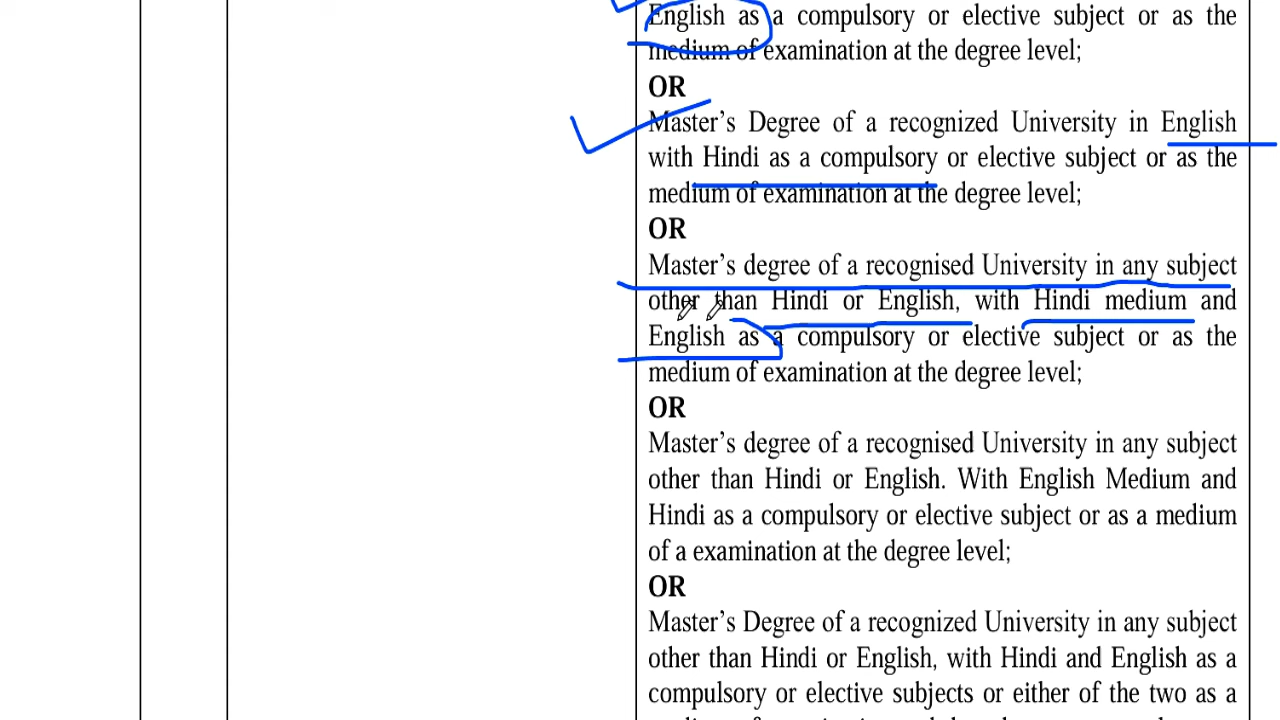 English as a compulsory or elective subject or as the
medium of examination at the degree level;
OR
Master's Degree of a recognized University in English
with Hindi as a compulsory or elective subject or as the
medium of examination at the degree level;
OR
Master's degree of a recognised University in any subject
other than Hindi or English, with Hindi medium and
English as a compulsory or elective subject or as the
medium of examination at the degree level;
OR
Master's degree of a recognised University in any subject
other than Hindi or English. With English Medium and
Hindi as a compulsory or elective subject or as a medium
of a examination at the degree level;
OR
Master's Degree of a recognized University in any subject
other than Hindi or English, with Hindi and English as a
compulsory or elective subjects or either of the two as a